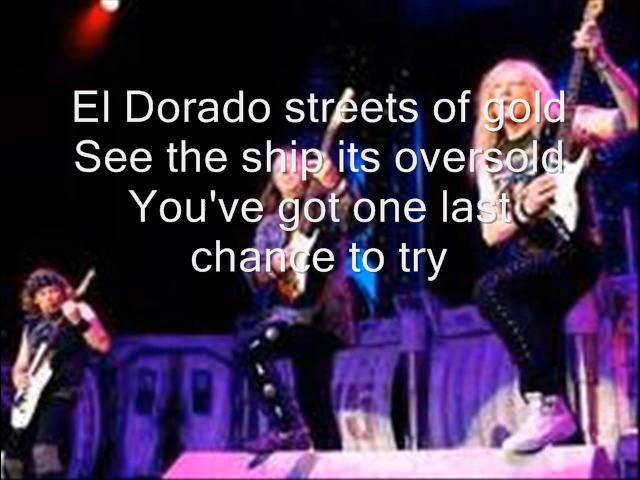 El Dorado streets of gold
See the ship its oversold
You've got one last
chance to try